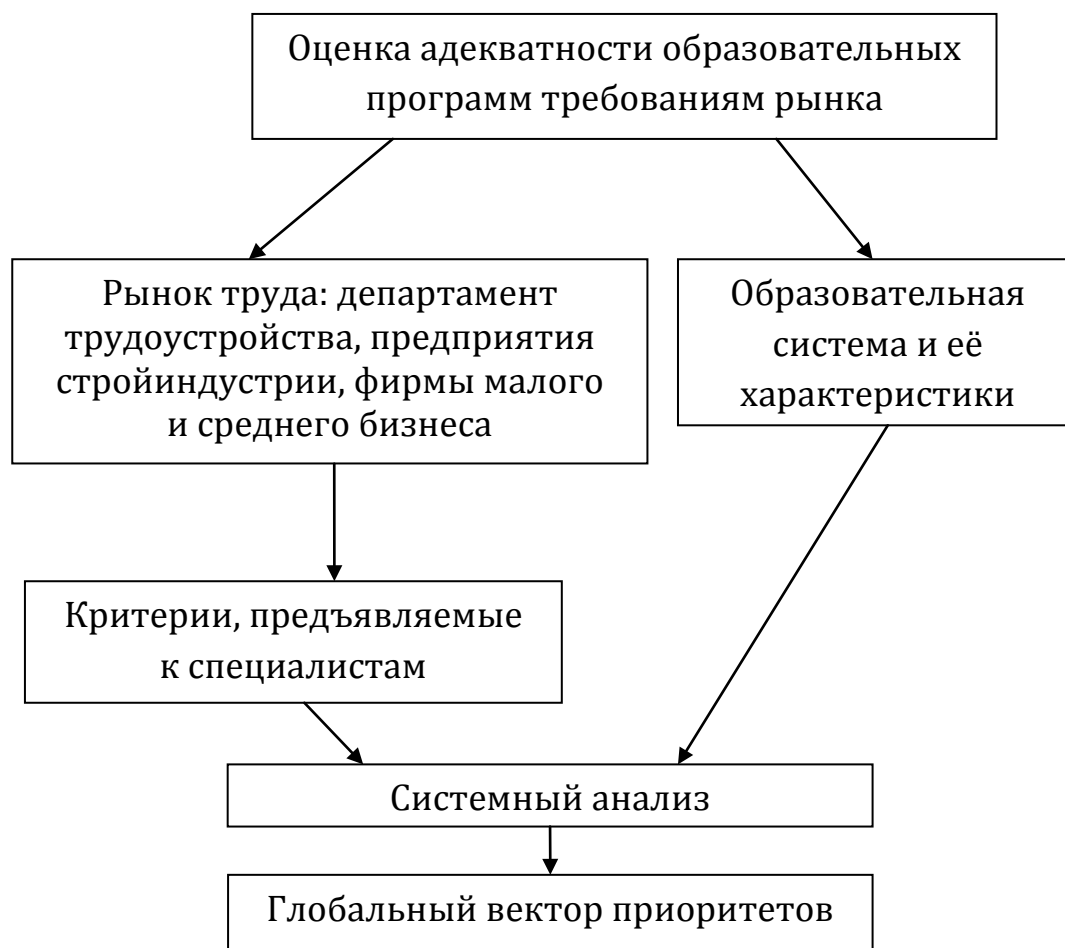 Оценка адекватности образовательных
программ требованиям рынка
Рынок труда: департамент
трудоустройства, предприятия
стройиндустрии, фирмы малого
и среднего бизнеса
Образовательная
система и её
характеристики
Критерии, предъявляемые
к специалистам
Системный анализ
Глобальный вектор приоритетов